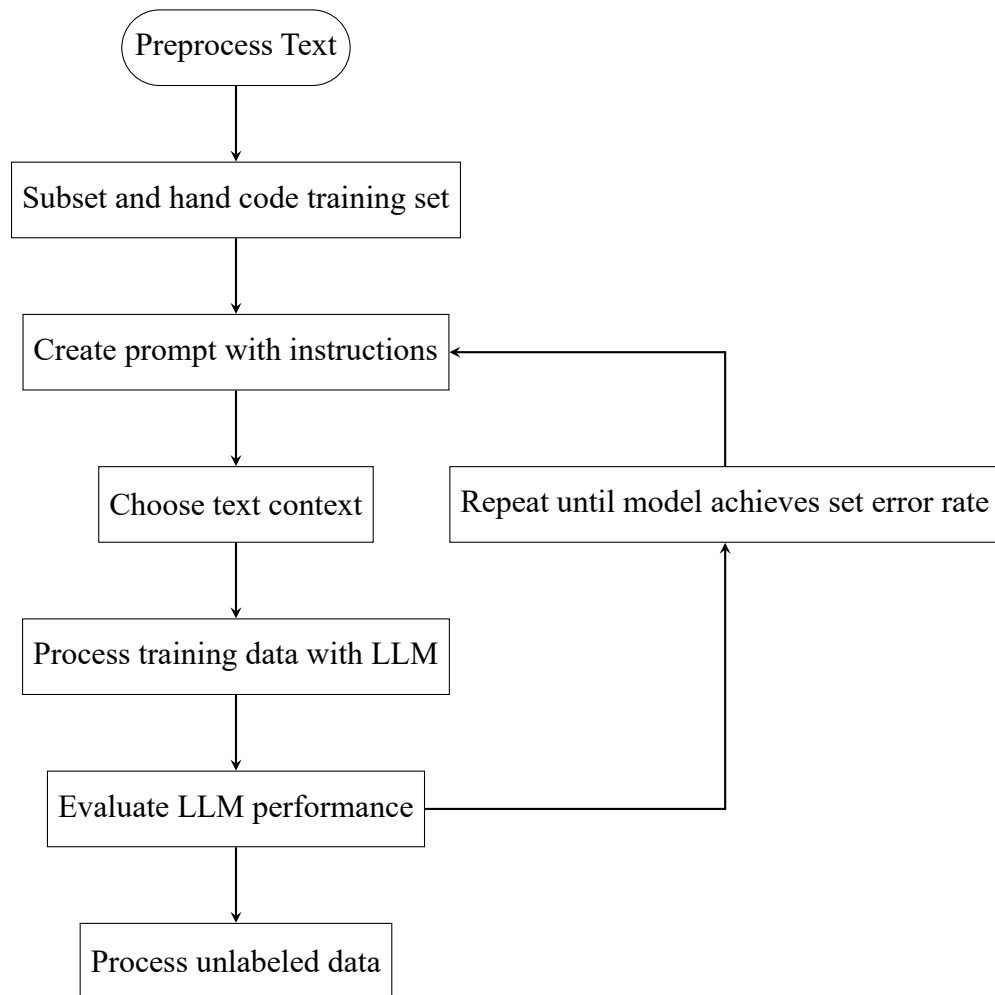 Preprocess Text
Subset and hand code training set
Create prompt with instructions
Choose text context
Repeat until model achieves set error rate
Process training data with LLM
Evaluate LLM performance
Process unlabeled data